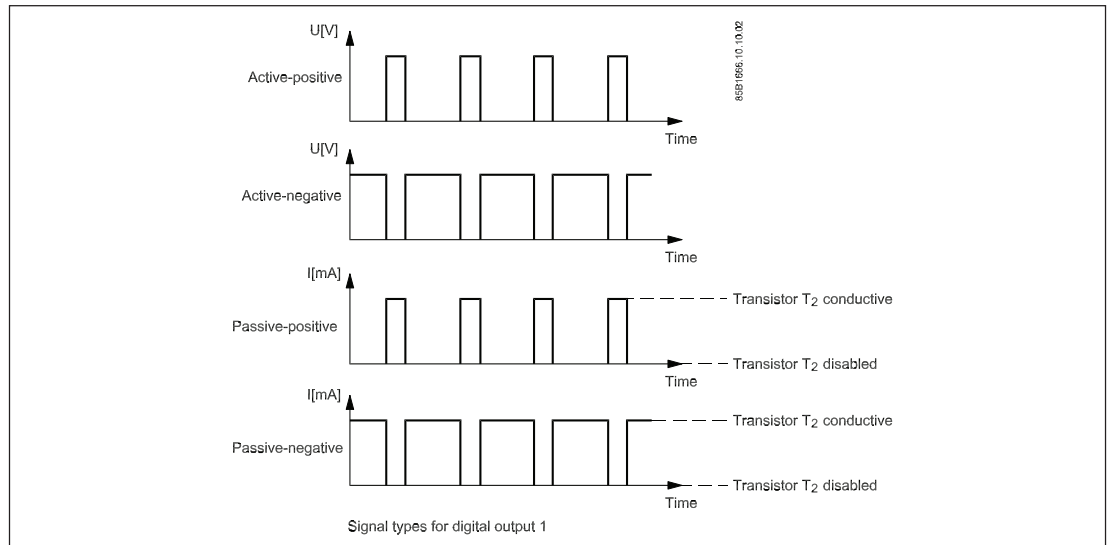 U[V]
Active-positive
Time
85B1666.10.10.02
U[V]
Active-negative
Time
I[mA]
Passive-positive
Transistor T2 conductive
Transistor T2 disabled
Time
I[mA]
Passive-negative
Transistor T2 conductive
Transistor T2 disabled
Time
Signal types for digital output 1